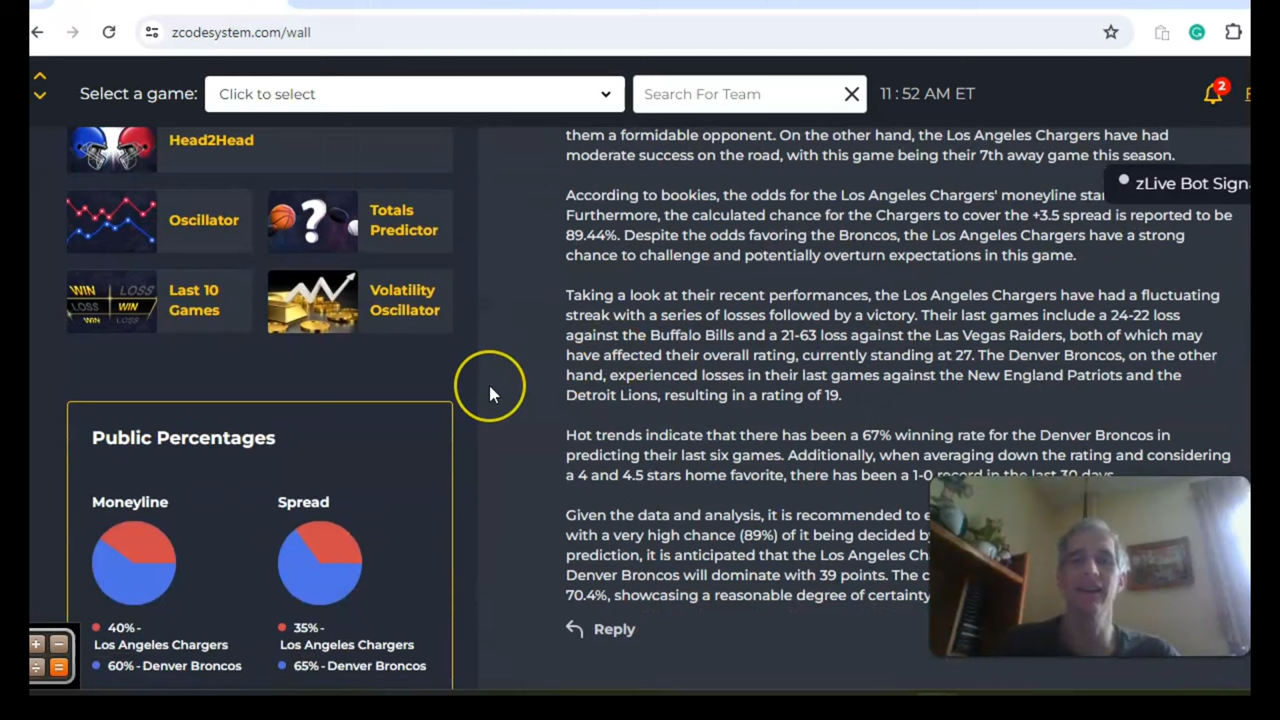 zcodesystem.com/wall
Select a game:
Click to select
Search For Team
11:52 AM ET
2
Head2Head
Oscillator
Totals
Predictor
WIN LOSS
LOSS WIN
WIN LOSS
Last 10
Games
Volatility
Oscillator
Public Percentages
Moneyline
Spread
40% -
Los Angeles Chargers
60% - Denver Broncos
35% -
Los Angeles Chargers
65% - Denver Broncos
them a formidable opponent. On the other hand, the Los Angeles Chargers have had
moderate success on the road, with this game being their 7th away game this season.
zLive Bot Sign
According to bookies, the odds for the Los Angeles Chargers' moneyline
Furthermore, the calculated chance for the Chargers to cover the +3.5 spread is reported to be
89.44%. Despite the odds favoring the Broncos, the Los Angeles Chargers have a strong
chance to challenge and potentially overturn expectations in this game.
Taking a look at their recent performances, the Los Angeles Chargers have had a fluctuating
streak with a series of losses followed by a victory. Their last games include a 24-22 loss
against the Buffalo Bills and a 21-63 loss against the Las Vegas Raiders, both of which may
have affected their overall rating, currently standing at 27. The Denver Broncos, on the other
hand, experienced losses in their last games against the New England Patriots and the
Detroit Lions, resulting in a rating of 19.
Hot trends indicate that there has been a 67% winning rate for the Denver Broncos in
predicting their last six games. Additionally, when averaging down the rating and considering
a 4 and 4.5 stars home favorite, there has been a 1-0 record in the last 30 days.
Given the data and analysis, it is recommended to
with a very high chance (89%) of it being decided
prediction, it is anticipated that the Los Angeles
Denver Broncos will dominate with 39 points. The
70.4%, showcasing a reasonable degree of certainty
Reply